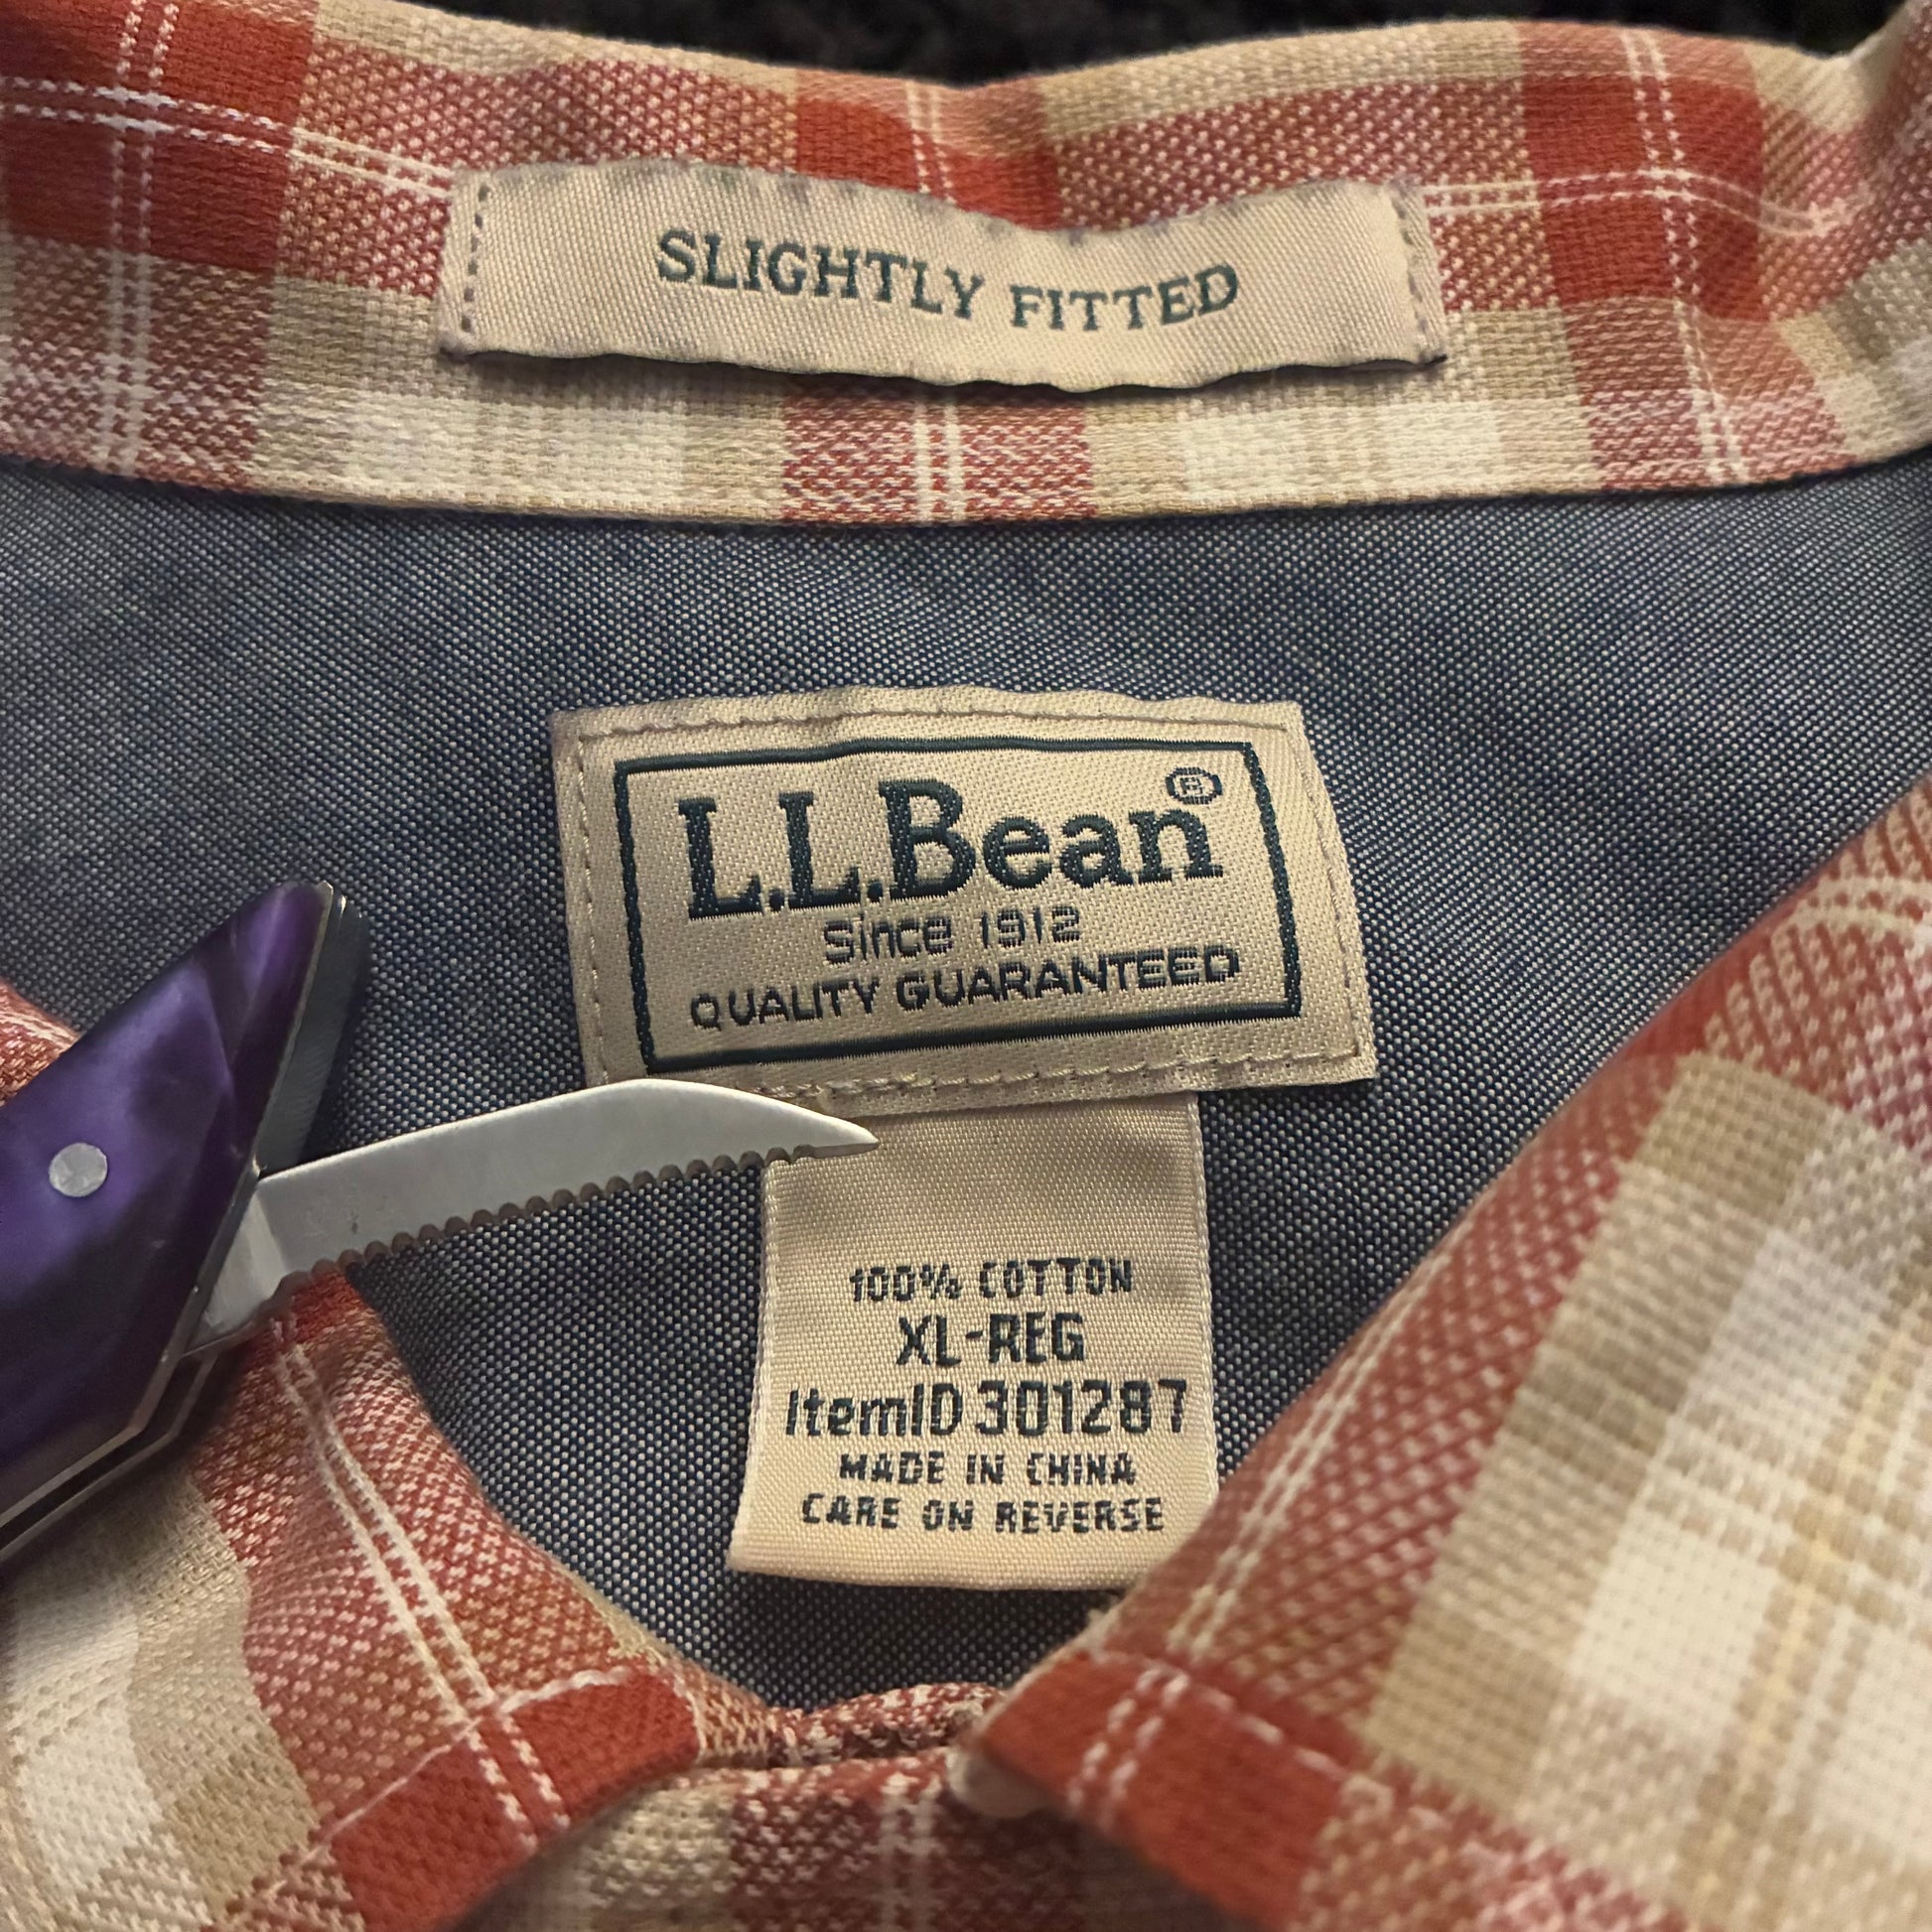 SLIGHTLY FITTED
L.L.Bean®
Since 1912
QUALITY GUARANTEED
100% COTTON
XL-REG
ItemID 301287
MADE IN CHINA
CARE ON REVERSE